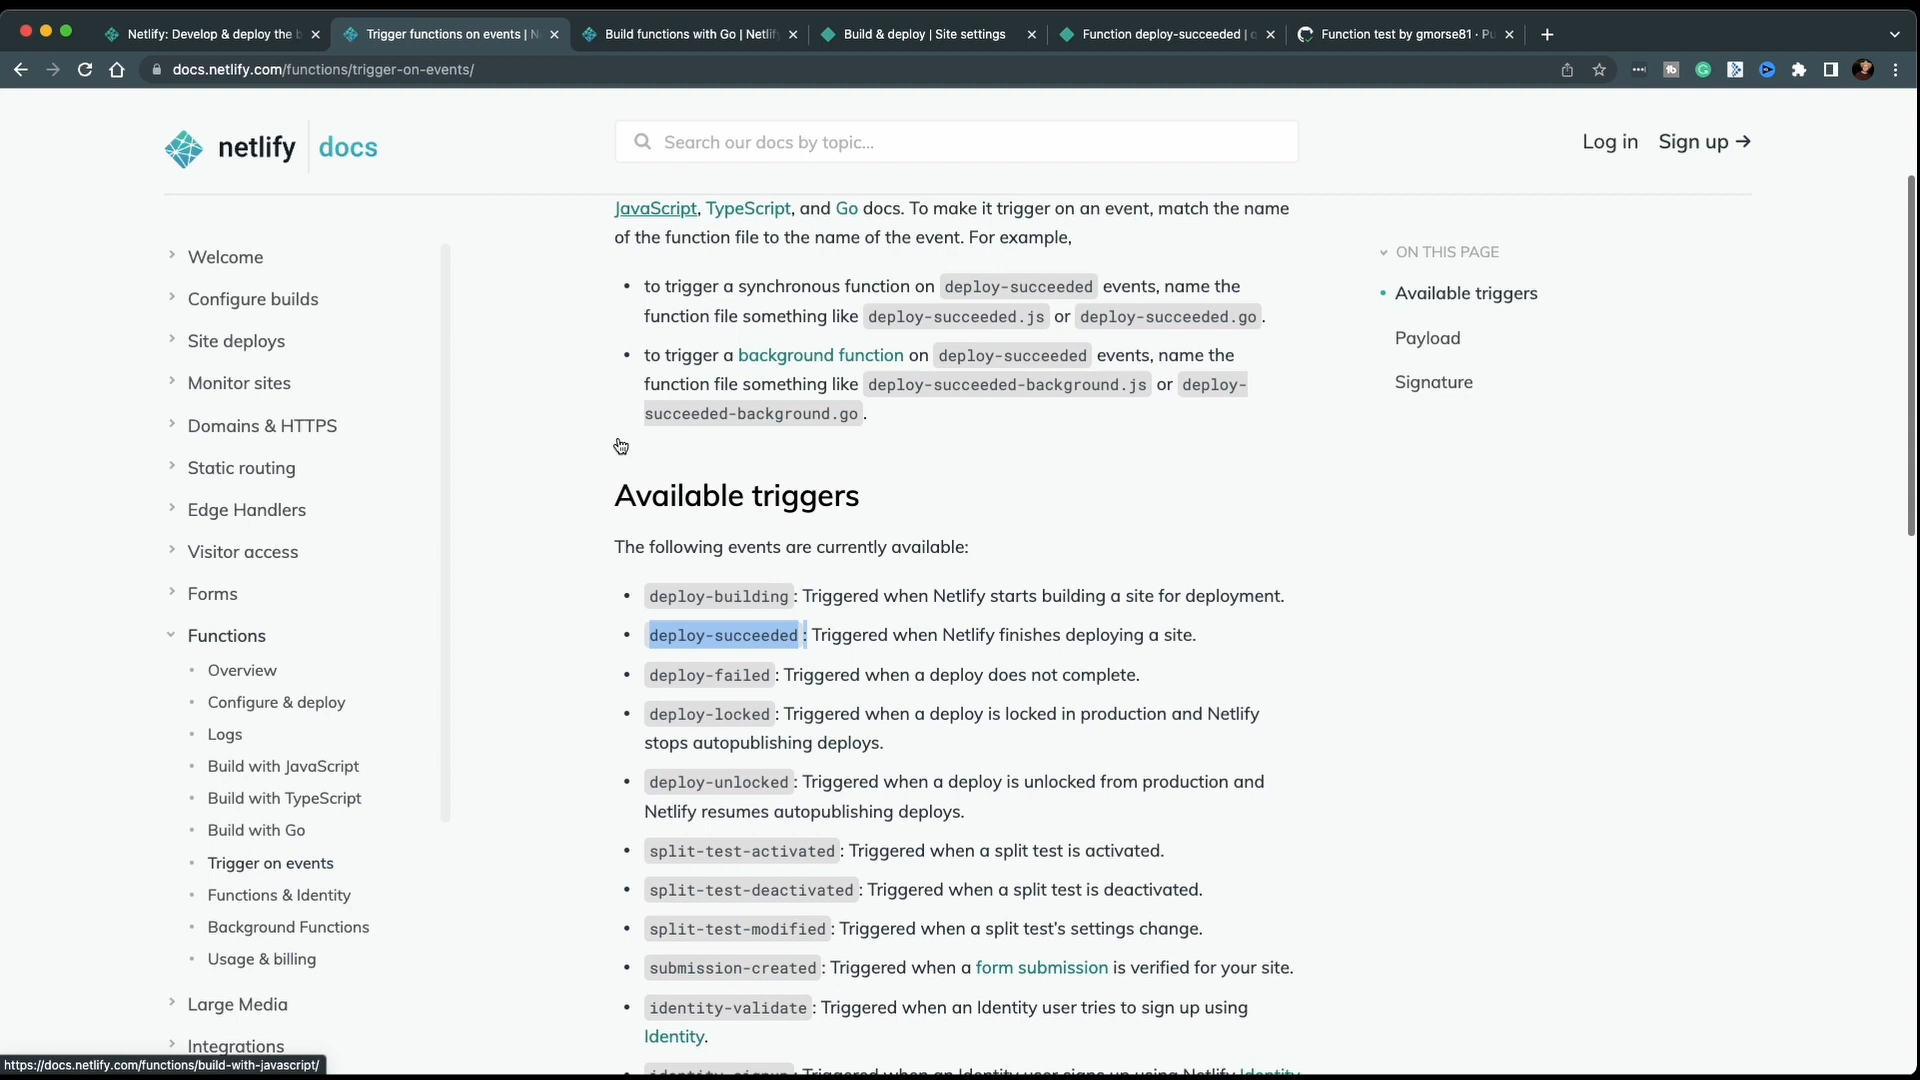 Netlify: Develop & deploy the b
Trigger functions on events | N
Build functions with Go | Netlif
Build & deploy | Site settings
Function deploy-succeeded |
Function test by gmorse81 · Pu
docs.netlify.com/functions/trigger-on-events/
netlify docs
Search our docs by topic...
Log in
Sign up →
JavaScript, TypeScript, and Go docs. To make it trigger on an event, match the name
of the function file to the name of the event. For example,
• to trigger a synchronous function on deploy-succeeded events, name the
function file something like deploy-succeeded.js or deploy-succeeded.go.
• to trigger a background function on deploy-succeeded events, name the
function file something like deploy-succeeded-background.js or deploy-
succeeded-background.go.
Available triggers
The following events are currently available:
• deploy-building: Triggered when Netlify starts building a site for deployment.
• deploy-succeeded: Triggered when Netlify finishes deploying a site.
• deploy-failed: Triggered when a deploy does not complete.
• deploy-locked: Triggered when a deploy is locked in production and Netlify
stops autopublishing deploys.
• deploy-unlocked: Triggered when a deploy is unlocked from production and
Netlify resumes autopublishing deploys.
• split-test-activated: Triggered when a split test is activated.
• split-test-deactivated: Triggered when a split test is deactivated.
• split-test-modified: Triggered when a split test's settings change.
• submission-created: Triggered when a form submission is verified for your site.
• identity-validate: Triggered when an Identity user tries to sign up using
Identity.
Welcome
Configure builds
Site deploys
Monitor sites
Domains & HTTPS
Static routing
Edge Handlers
Visitor access
Forms
Functions
• Overview
• Configure & deploy
• Logs
• Build with JavaScript
• Build with TypeScript
• Build with Go
• Trigger on events
• Functions & Identity
• Background Functions
• Usage & billing
Large Media
Integrations
ON THIS PAGE
• Available triggers
Payload
Signature
https://docs.netlify.com/functions/build-with-javascript/